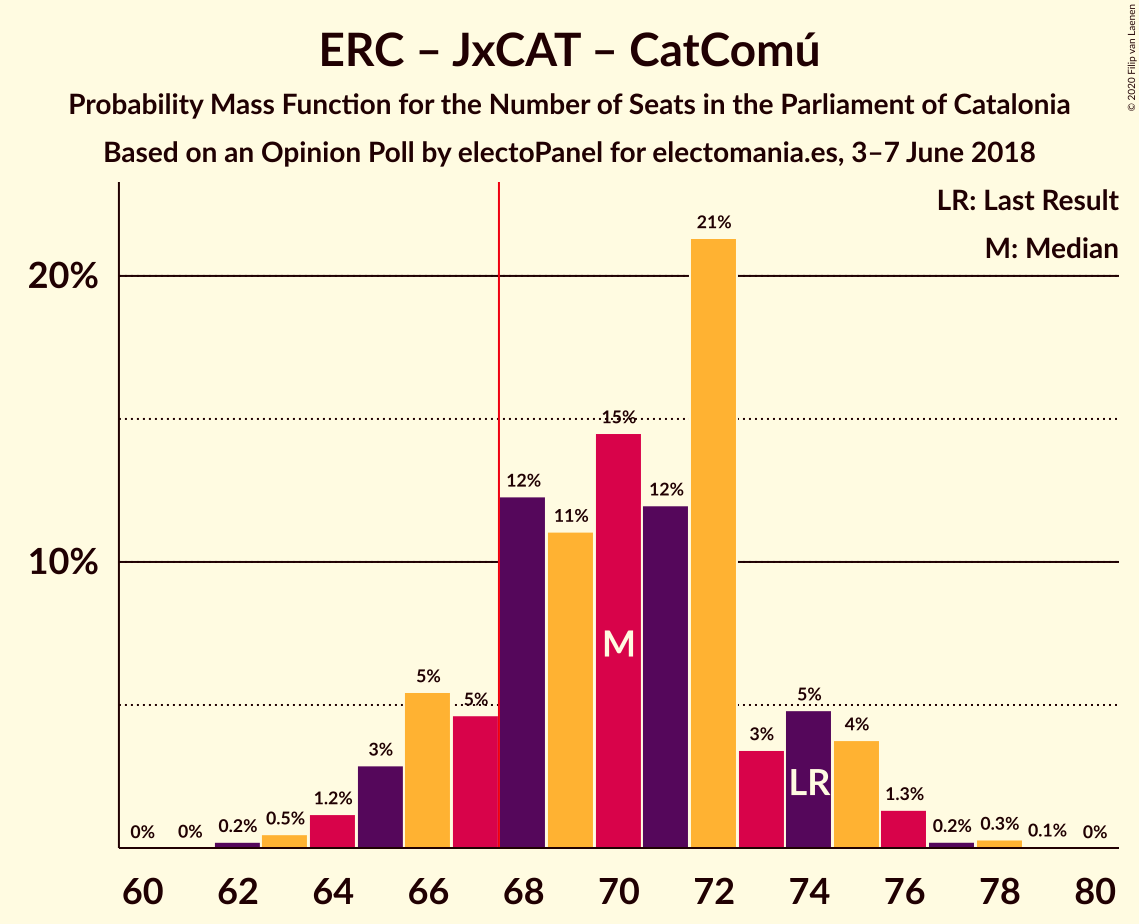 © 2020 Filip van Laenen
ERC – JxCAT – CatComú
Probability Mass Function for the Number of Seats in the Parliament of Catalonia
Based on an Opinion Poll by electoPanel for electomania.es, 3–7 June 2018
LR: Last Result
M: Median
20%
10%
0% 0% 0.2% 0.5% 1.2% 3% 5% 5% 12% 11% 15% 12% 21% 3% 5% 4% 1.3% 0.2% 0.3% 0.1% 0%
M
LR
60 62 64 66 68 70 72 74 76 78 80